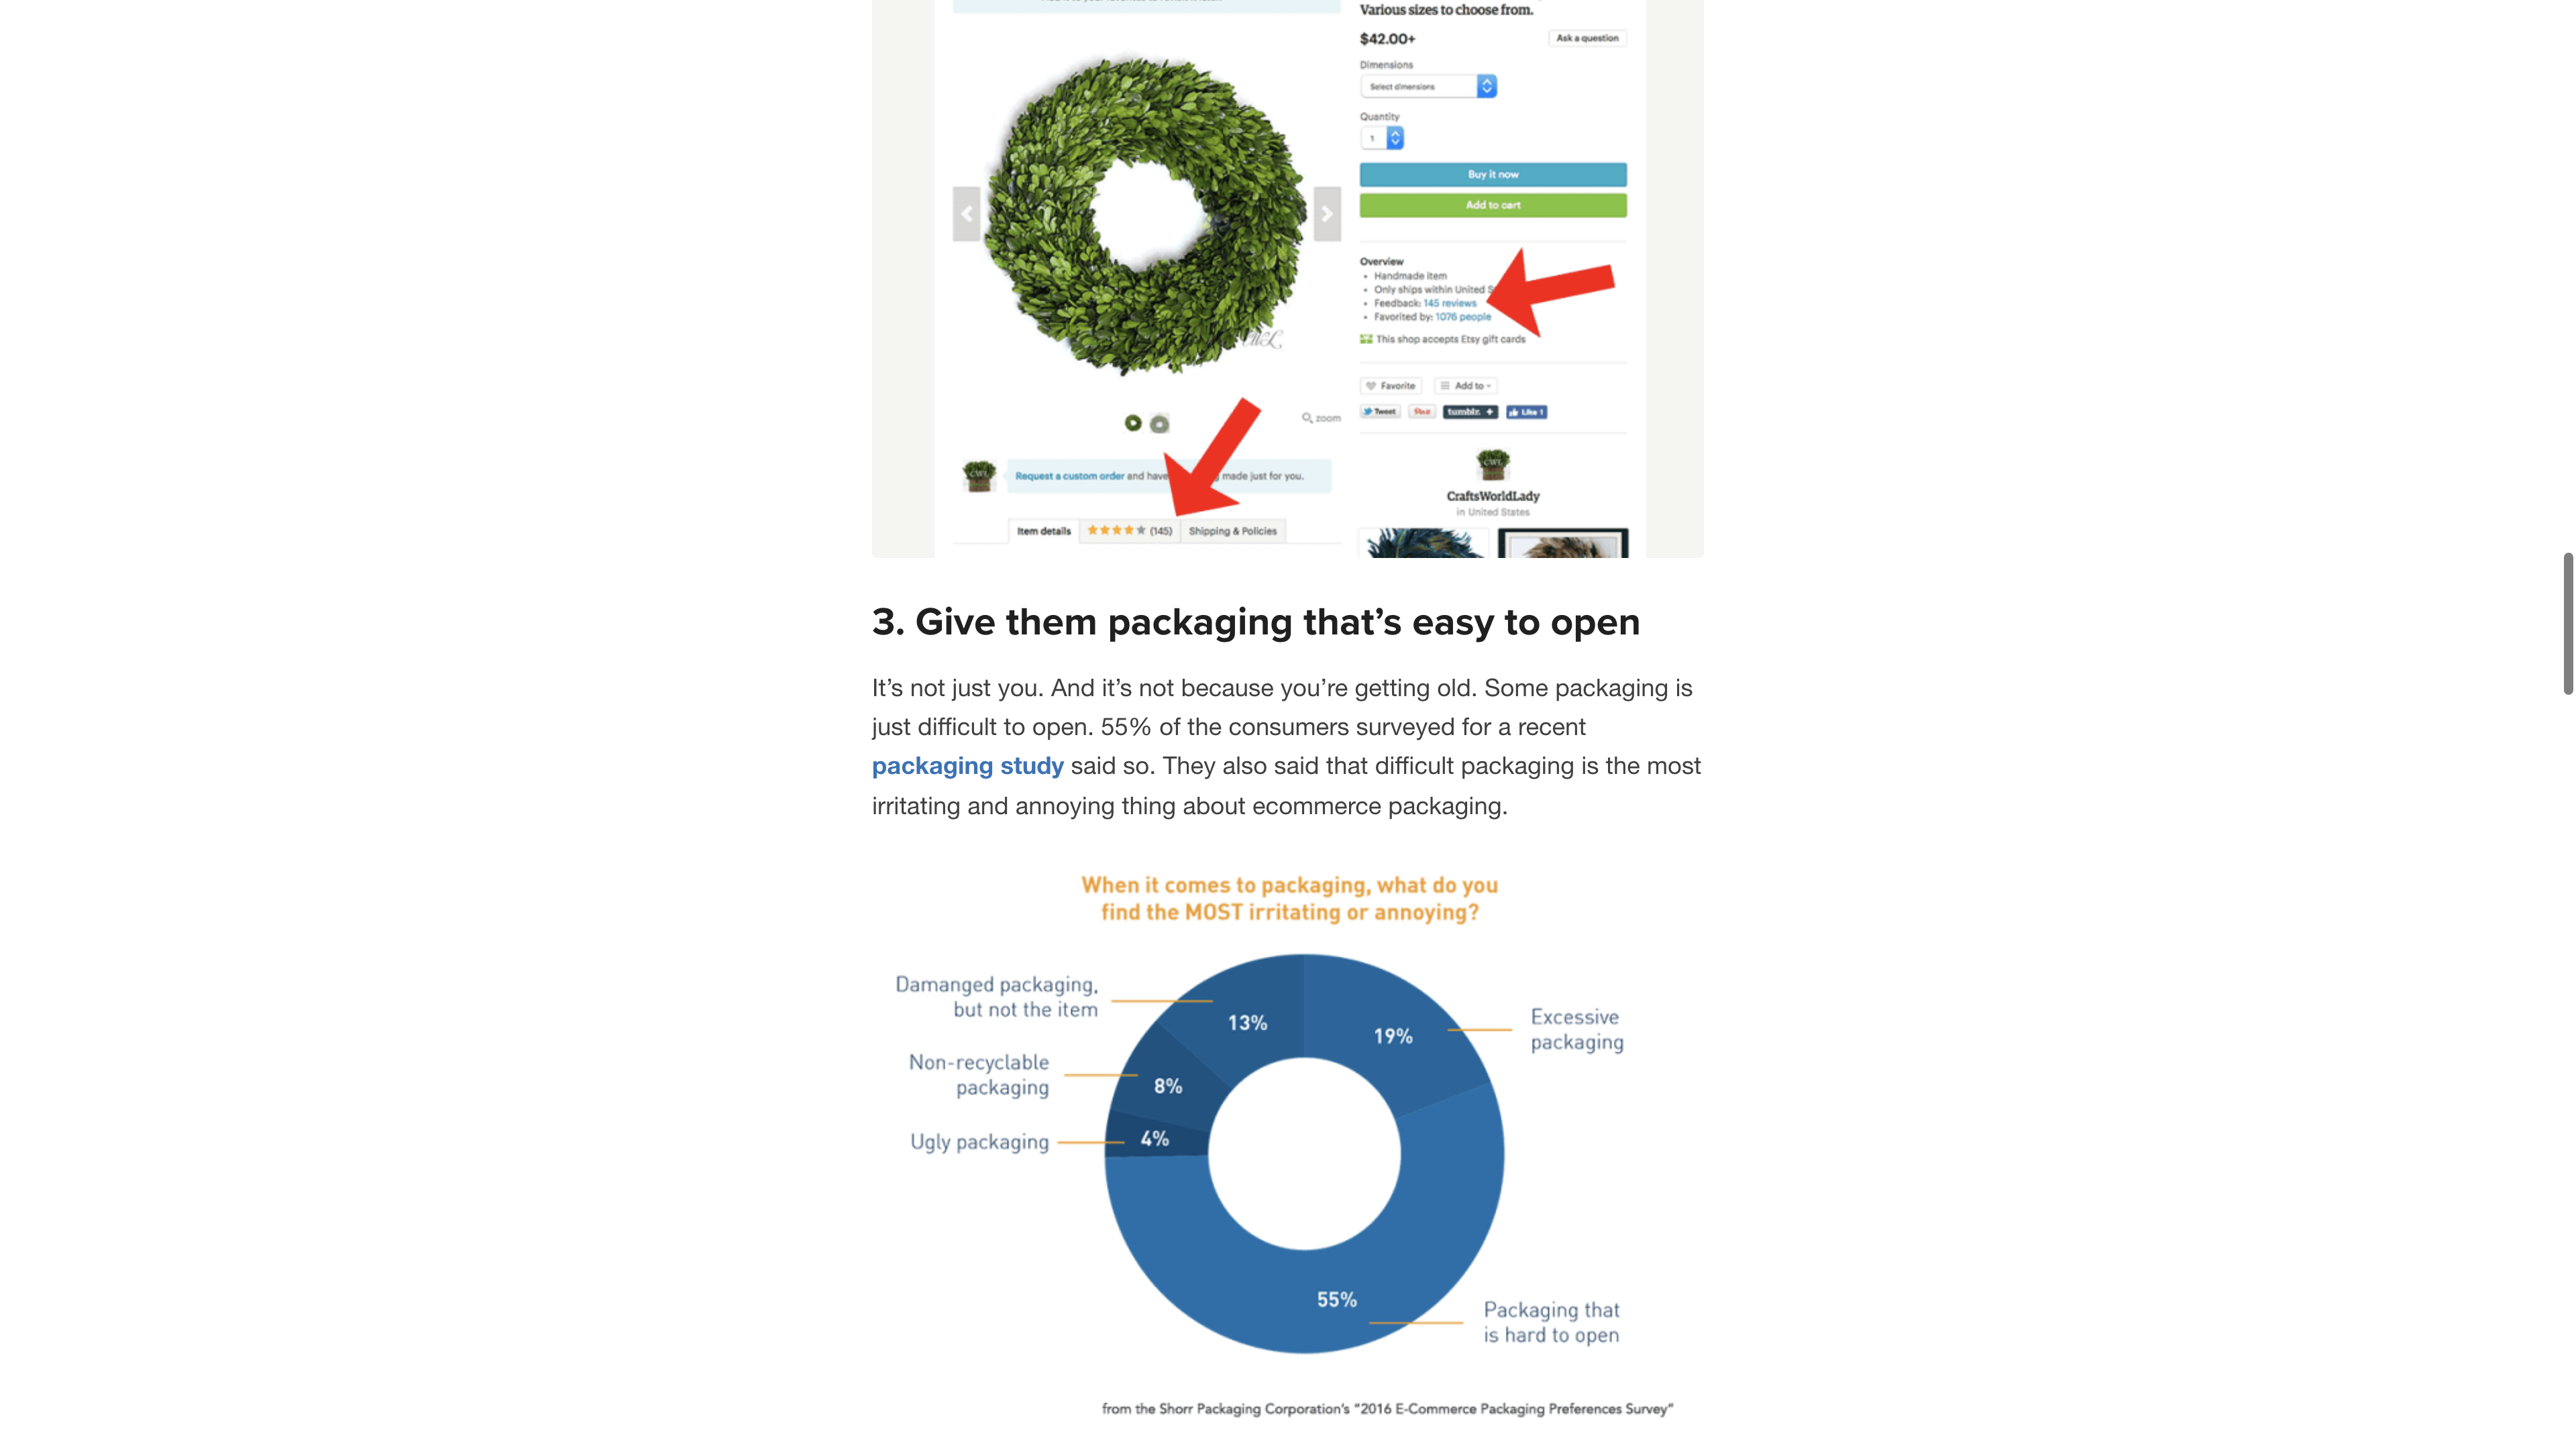 Various sizes to choose from.
$42.00+
Ask a question
Dimensions
Select dimensions
Quantity
1
Buy it now
Add to cart
Overview
• Handmade item
• Only ships within United S
• Feedback: 145 reviews
• Favorited by: 1076 people
This shop accepts Etsy gift cards
Favorite
Add to
Tweet
tumblr. +
Like 1
CWL
zoom
CWL
Request a custom order and have made just for you.
CWL
CraftsWorldLady
in United States
Item details
(145)
Shipping & Policies
3. Give them packaging that’s easy to open
It’s not just you. And it’s not because you’re getting old. Some packaging is
just difficult to open. 55% of the consumers surveyed for a recent
packaging study said so. They also said that difficult packaging is the most
irritating and annoying thing about ecommerce packaging.
When it comes to packaging, what do you
find the MOST irritating or annoying?
Damanged packaging,
but not the item
13%
19%
Excessive
packaging
Non-recyclable
packaging
8%
Ugly packaging
4%
55%
Packaging that
is hard to open
from the Shorr Packaging Corporation's "2016 E-Commerce Packaging Preferences Survey"